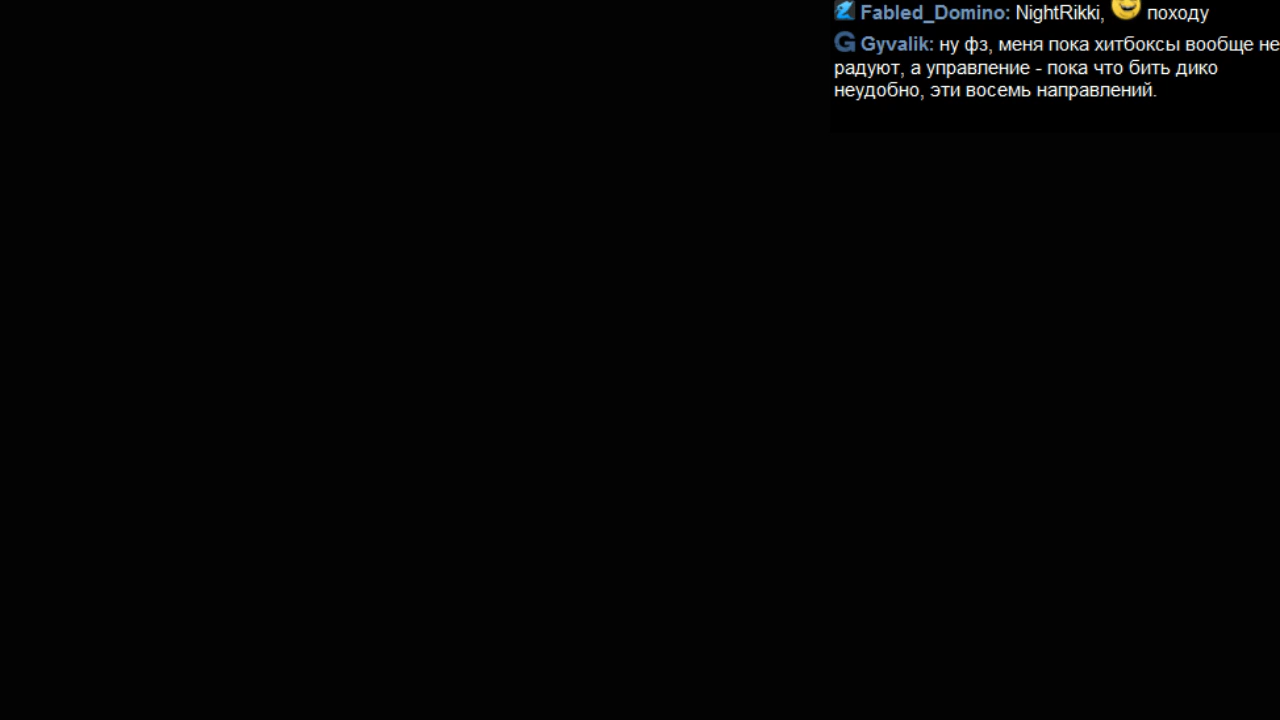 Fabled_Domino: NightRikki, походу
Gyvalik: ну фз, меня пока хитбоксы вообще не
радуют, а управление - пока что бить дико
неудобно, эти восемь направлений.